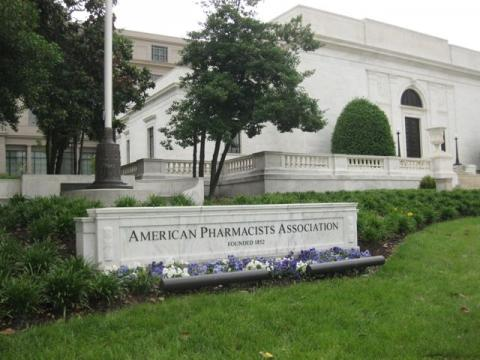 AMERICAN PHARMACISTS ASSOCIATION
FOUNDED 1852